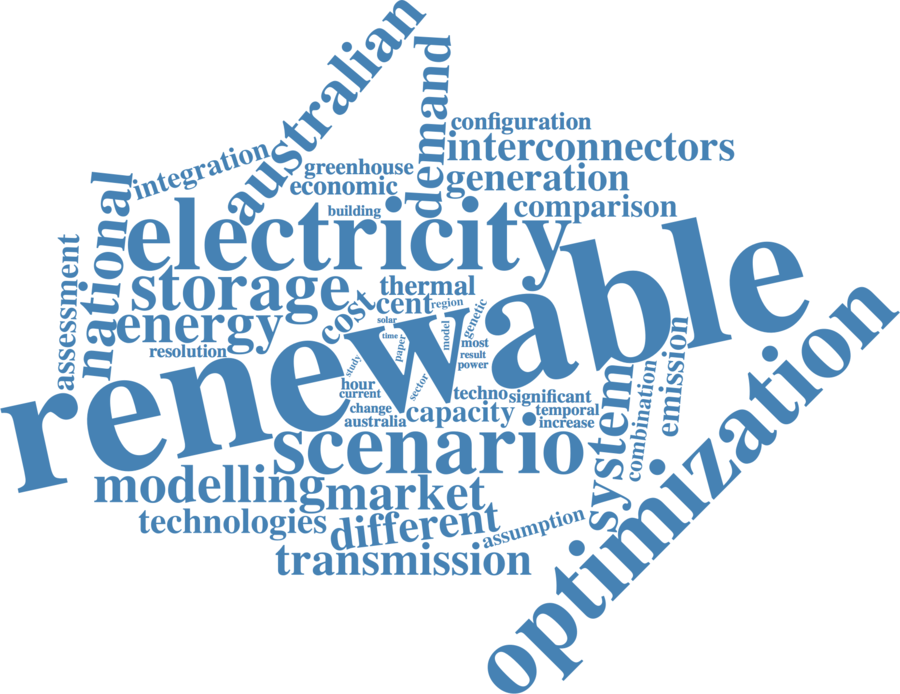 australian
demand
configuration
interconnectors
integration
greenhouse
generation
economic
national
building
comparison
electricity
assessment
storage
thermal
cost
cent
region
genetic
energy
solar
model
time
paper
resolution
most
result
power
study
renewable
hour
current
sector
techno
significant
emission
system
combination
change
capacity
temporal
australia
increase
scenario
optimization
modelling
market
technologies
different
assumption
transmission